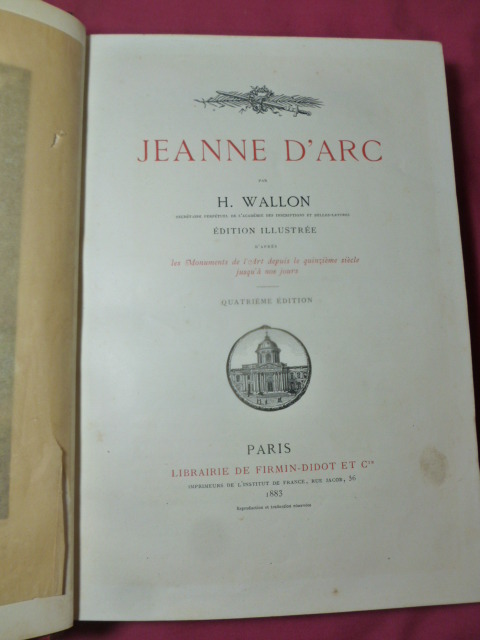 JEANNE D'ARC
PAR
H. WALLON
SECRÉTAIRE PERPÉTUEL DE L'ACADÉMIE DES INSCRIPTIONS ET BELLES-LETTRES
ÉDITION ILLUSTRÉE
D'APRÈS
les Monuments de l'Art depuis le quinzième siècle
jusqu'à nos jours
QUATRIÈME ÉDITION
PARIS
LIBRAIRIE DE FIRMIN-DIDOT ET Cie
IMPRIMEURS DE L'INSTITUT DE FRANCE, RUE JACOB, 56
1883
Reproduction et traduction réservées